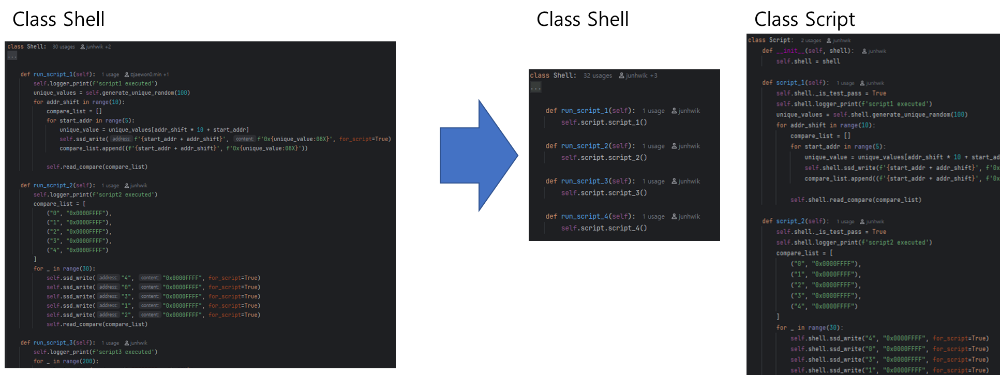 Class Shell
class Shell: 30 usages junhwik +2
...
def run_script_1(self): 1 usage jaewon0.min +1
self.logger_print(f'script1 executed')
unique_values = self.generate_unique_random(100)
for addr_shift in range(10):
compare_list = []
for start_addr in range(5):
unique_value = unique_values[addr_shift * 10 + start_addr]
self.ssd_write( address: f'{start_addr + addr_shift}', content: f'0x{unique_value:08X}', for_script=True)
compare_list.append((f'{start_addr + addr_shift}', f'0x{unique_value:08X}'))
self.read_compare(compare_list)
def run_script_2(self): 1 usage junhwik
self.logger_print(f'script2 executed')
compare_list = [
("0", "0x0000FFFF"),
("1", "0x0000FFFF"),
("2", "0x0000FFFF"),
("3", "0x0000FFFF"),
("4", "0x0000FFFF")
]
for _ in range(30):
self.ssd_write( address: "4", content: "0x0000FFFF", for_script=True)
self.ssd_write( address: "0", content: "0x0000FFFF", for_script=True)
self.ssd_write( address: "3", content: "0x0000FFFF", for_script=True)
self.ssd_write( address: "1", content: "0x0000FFFF", for_script=True)
self.ssd_write( address: "2", content: "0x0000FFFF", for_script=True)
self.read_compare(compare_list)
def run_script_3(self): 1 usage junhwik
self.logger_print(f'script3 executed')
for _ in range(200):
Class Shell
class Shell: 32 usages junhwik +3
...
def run_script_1(self): 1 usage junhwik
self.script.script_1()
def run_script_2(self): 1 usage junhwik
self.script.script_2()
def run_script_3(self): 1 usage junhwik
self.script.script_3()
def run_script_4(self): 1 usage junhwik
self.script.script_4()
Class Script
class Script: 2 usages junhwik
def __init__(self, shell): junhwik
self.shell = shell
def script_1(self): 1 usage junhwik
self.shell._is_test_pass = True
self.shell.logger_print(f'script1 executed')
unique_values = self.shell.generate_unique_random(100)
for addr_shift in range(10):
compare_list = []
for start_addr in range(5):
unique_value = unique_values[addr_shift * 10 + start_ad
self.shell.ssd_write(f'{start_addr + addr_shift}', f'0x
compare_list.append((f'{start_addr + addr_shift}', f'0x
self.shell.read_compare(compare_list)
def script_2(self): 1 usage junhwik
self.shell._is_test_pass = True
self.shell.logger_print(f'script2 executed')
compare_list = [
("0", "0x0000FFFF"),
("1", "0x0000FFFF"),
("2", "0x0000FFFF"),
("3", "0x0000FFFF"),
("4", "0x0000FFFF")
]
for _ in range(30):
self.shell.ssd_write("4", "0x0000FFFF", for_script=True)
self.shell.ssd_write("0", "0x0000FFFF", for_script=True)
self.shell.ssd_write("3", "0x0000FFFF", for_script=True)
self.shell.ssd_write("1", "0x0000FFFF", for_script=True)